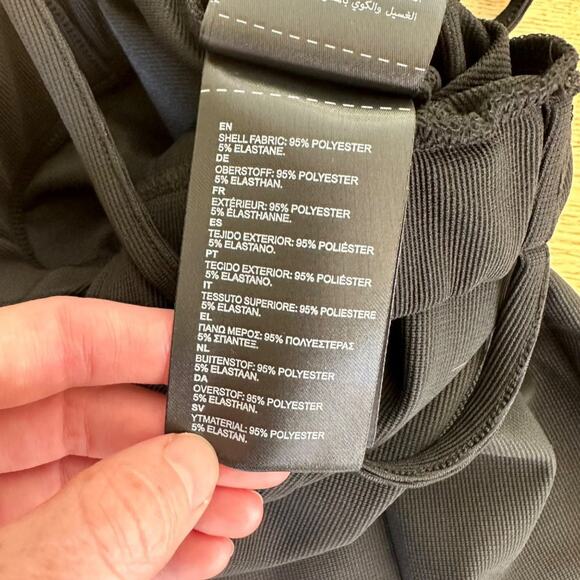 الغسيل والكوي
EN
SHELL FABRIC: 95% POLYESTER
5% ELASTANE.
DE
OBERSTOFF: 95% POLYESTER
5% ELASTHAN.
FR
EXTÉRIEUR: 95% POLYESTER
5% ÉLASTHANNE.
ES
TEJIDO EXTERIOR: 95% POLIÉSTER
5% ELASTANO.
PT
TECIDO EXTERIOR: 95% POLIÉSTER
5% ELASTANO.
IT
TESSUTO SUPERIORE: 95% POLIESTERE
5% ELASTAN.
EL
ΠΑΝΩ ΜΕΡΟΣ: 95% ΠΟΛΥΕΣΤΕΡΑΣ
5% ΣΠΑΝΤΕΞ.
NL
BUITENSTOF: 95% POLYESTER
5% ELASTAAN.
DA
OVERSTOF: 95% POLYESTER
5% ELASTHAN.
SV
YTMATERIAL: 95% POLYESTER
5% ELASTAN.